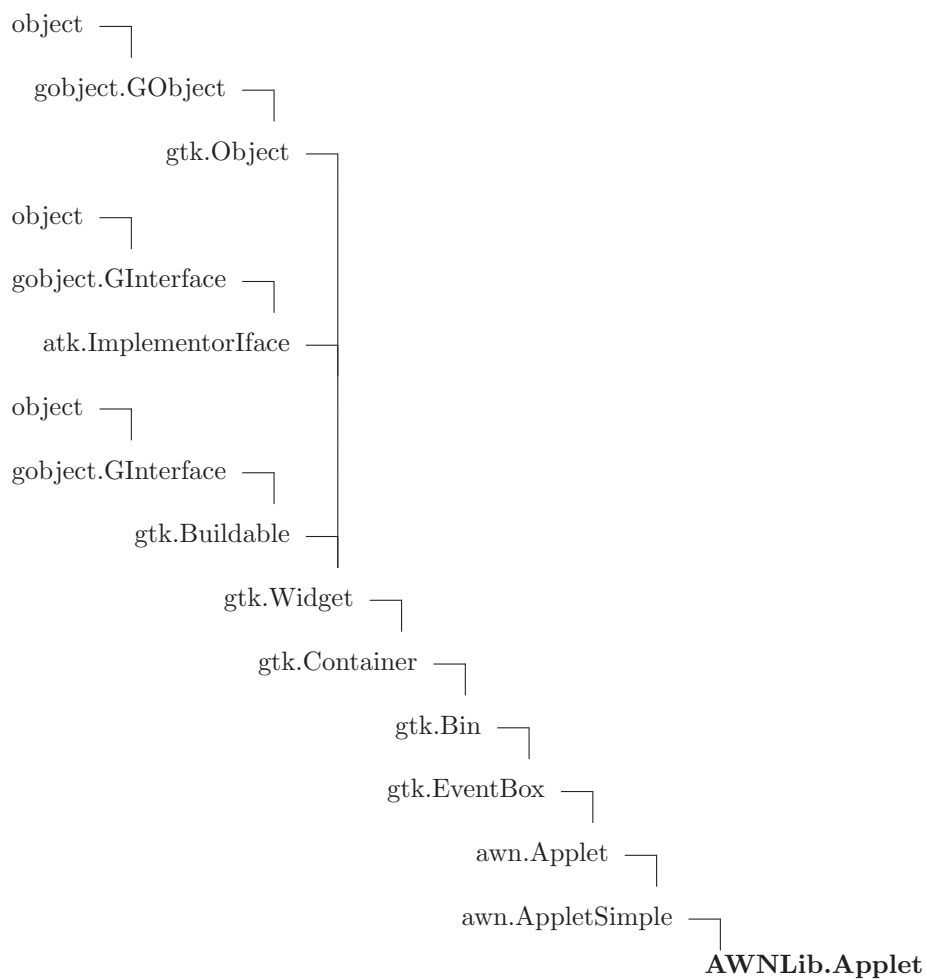 object
gobject.GObject
gtk.Object
object
gobject.GInterface
atk.ImplementorIface
object
gobject.GInterface
gtk.Buildable
gtk.Widget
gtk.Container
gtk.Bin
gtk.EventBox
awn.Applet
awn.AppletSimple
AWNLib.Applet